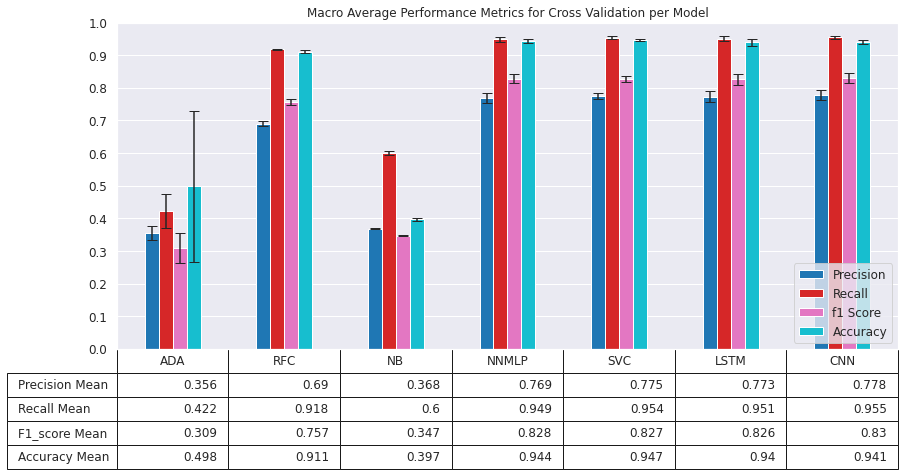 Macro Average Performance Metrics for Cross Validation per Model
1.0
0.9
0.8
0.7
0.6
0.5
0.4
0.3
0.2
0.1
0.0
Precision
Recall
f1 Score
Accuracy
ADA RFC NB NNMLP SVC LSTM CNN
Precision Mean 0.356 0.69 0.368 0.769 0.775 0.773 0.778
Recall Mean 0.422 0.918 0.6 0.949 0.954 0.951 0.955
F1_score Mean 0.309 0.757 0.347 0.828 0.827 0.826 0.83
Accuracy Mean 0.498 0.911 0.397 0.944 0.947 0.94 0.941